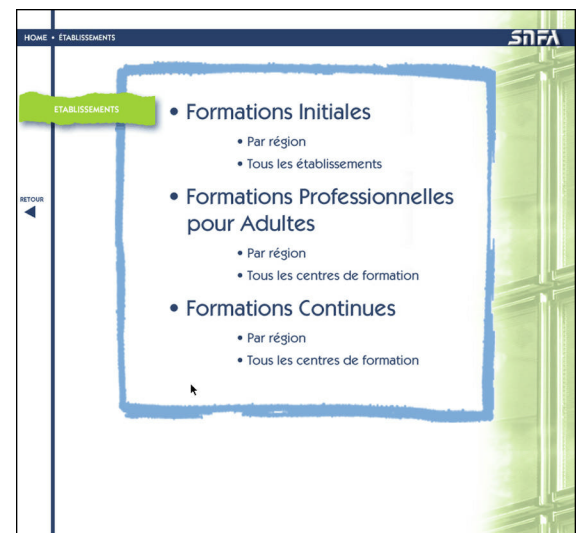 HOME • ÉTABLISSEMENTS
SNFA
ETABLISSEMENTS
• Formations Initiales
• Par région
• Tous les établissements
RETOUR
• Formations Professionnelles
pour Adultes
• Par région
• Tous les centres de formation
• Formations Continues
• Par région
• Tous les centres de formation